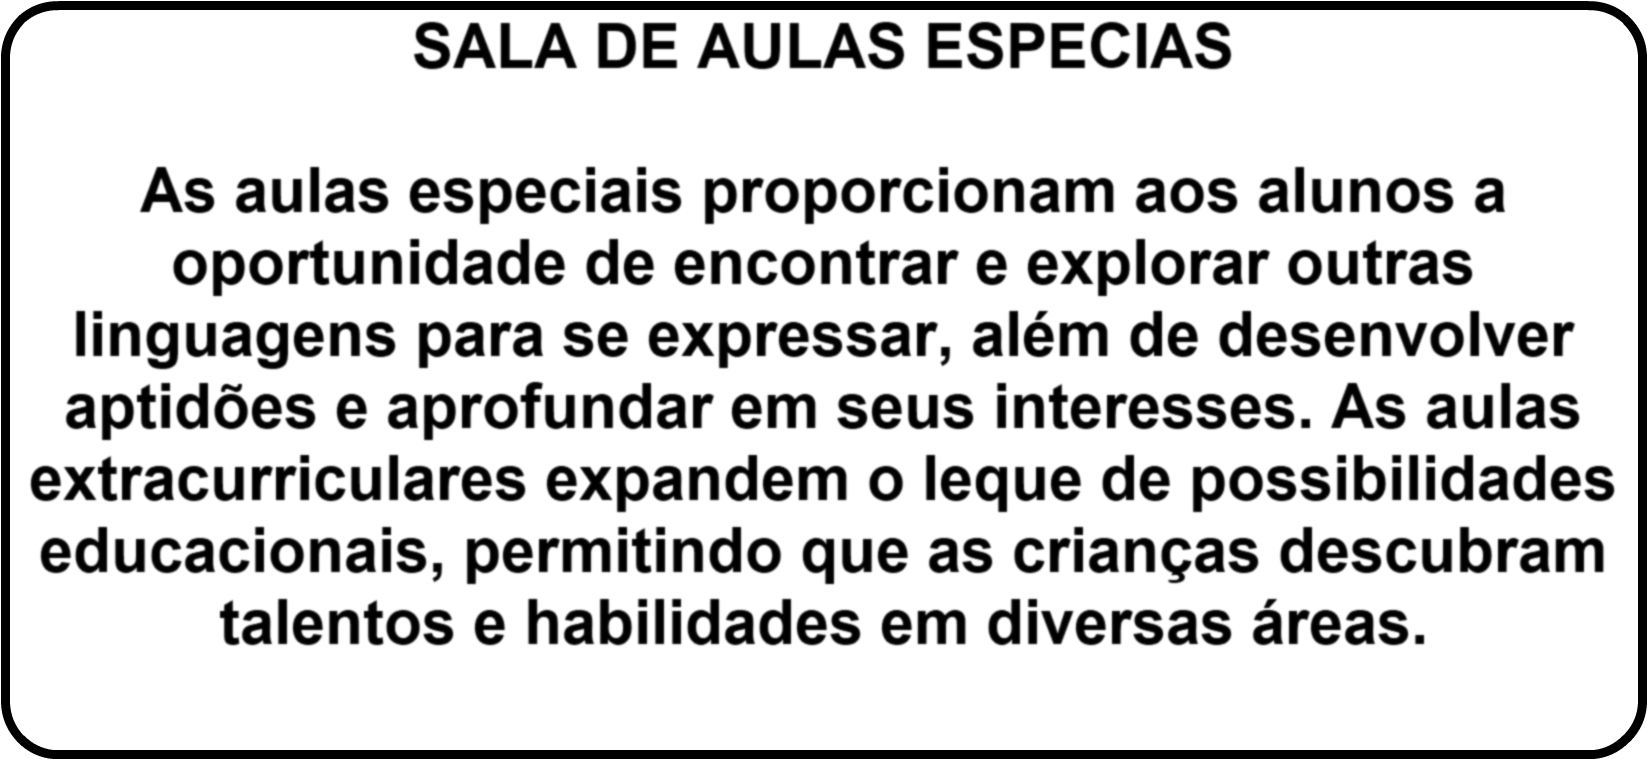 SALA DE AULAS ESPECIAS
As aulas especiais proporcionam aos alunos a
oportunidade de encontrar e explorar outras
linguagens para se expressar, além de desenvolver
aptidões e aprofundar em seus interesses. As aulas
extracurriculares expandem o leque de possibilidades
educacionais, permitindo que as crianças descubram
talentos e habilidades em diversas áreas.